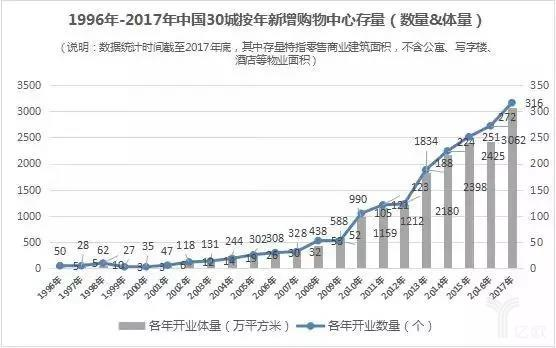 1996年-2017年中国30城按年新增购物中心存量（数量&体量）
（说明：数据统计时间截至2017年底，其中存量特指零售商业建筑面积，不含公寓、写字楼、
酒店等物业面积）
3500 350
3000 300
2500 250
2000 200
1500 150
1000 100
500 50
0 0
50 28 62 27 35 47 118 131 244 302 308 328 438 588 990 1159 1212 1834 2180 2398 2425 3062
52 105 121 123 188 224 251 272 316
1996年 1997年 1998年 1999年 2000年 2001年 2002年 2003年 2004年 2005年 2006年 2007年 2008年 2009年 2010年 2011年 2012年 2013年 2014年 2015年 2016年 2017年
各年开业体量（万平方米） 各年开业数量（个）
亿欧